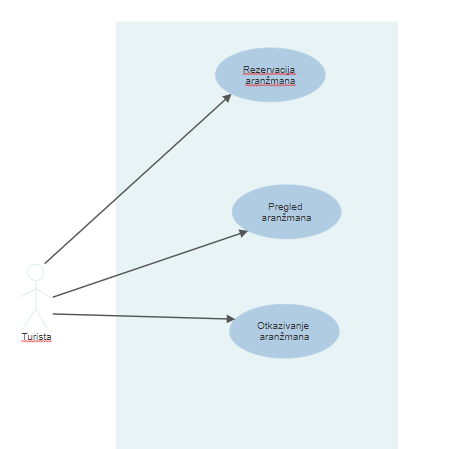 Rezervacija
aranžmana
Pregled
aranžmana
Turista
Otkazivanje
aranžmana